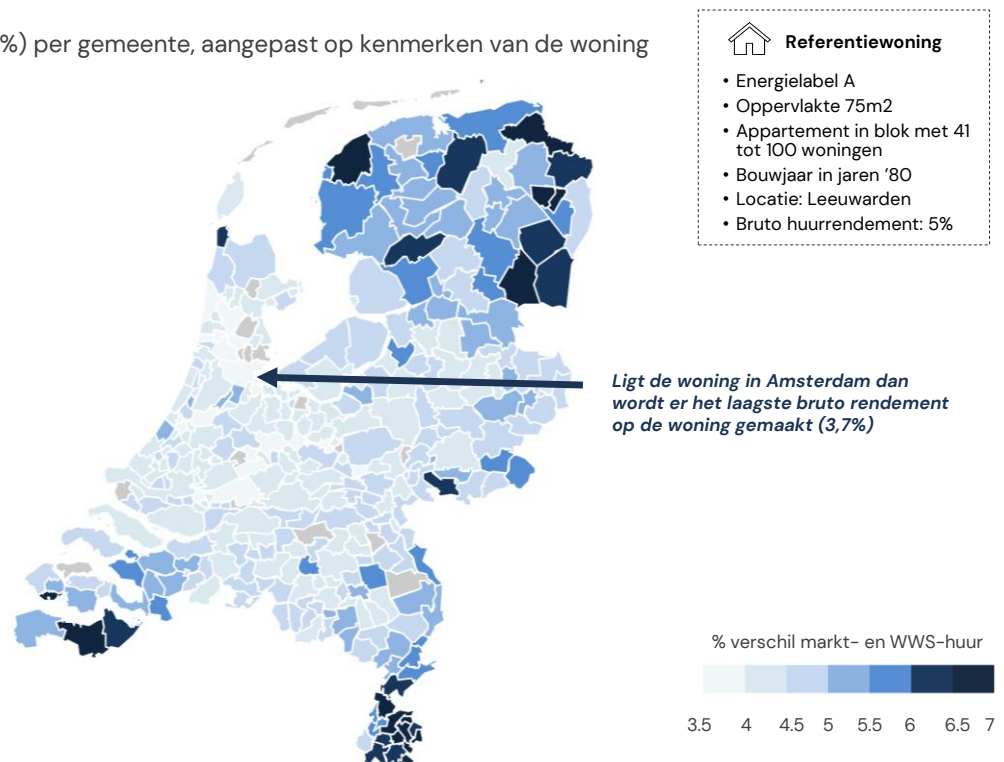 %) per gemeente, aangepast op kenmerken van de woning
Referentiewoning
• Energielabel A
• Oppervlakte 75m2
• Appartement in blok met 41
tot 100 woningen
• Bouwjaar in jaren '80
• Locatie: Leeuwarden
• Bruto huurrendement: 5%
Ligt de woning in Amsterdam dan
wordt er het laagste bruto rendement
op de woning gemaakt (3,7%)
% verschil markt- en WWS-huur
3.5 4 4.5 5 5.5 6 6.5 7